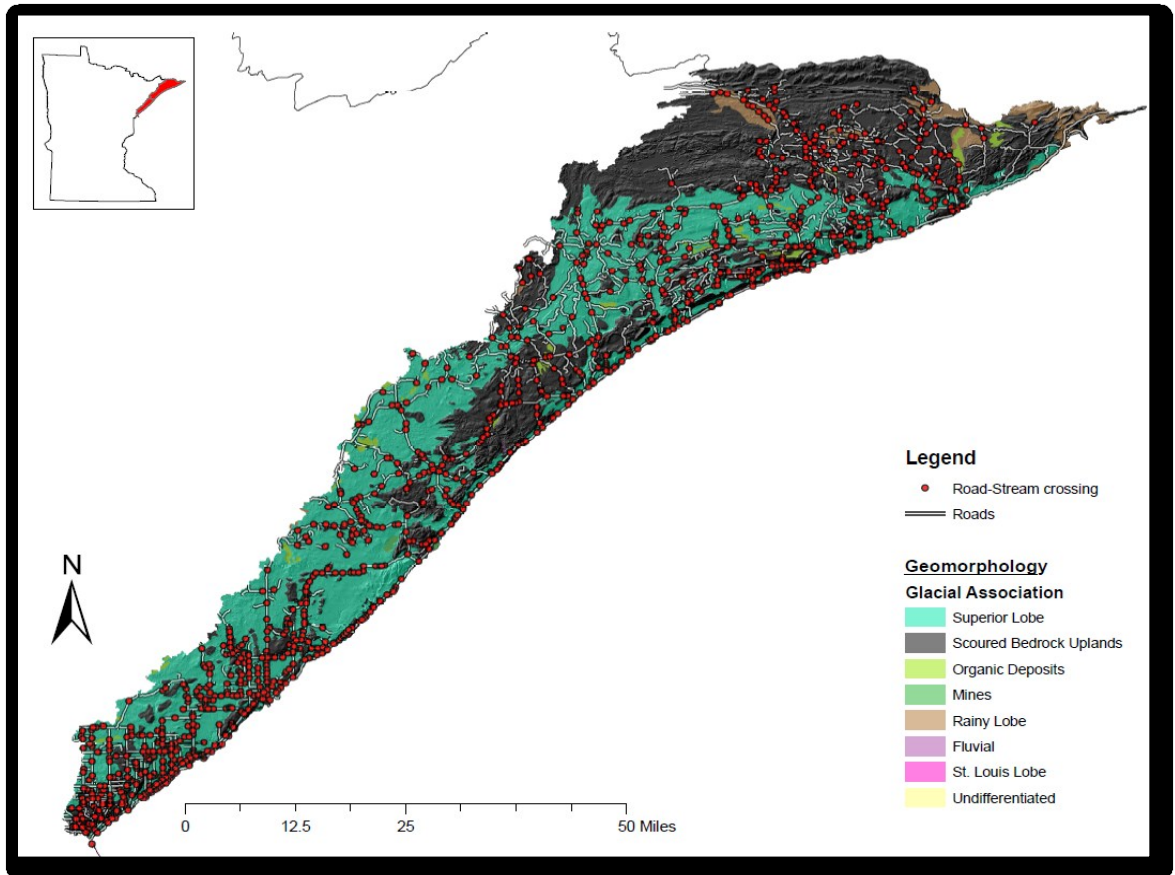 Legend
Road-Stream crossing
Roads
N
Geomorphology
Glacial Association
Superior Lobe
Scoured Bedrock Uplands
Organic Deposits
Mines
Rainy Lobe
Fluvial
St. Louis Lobe
Undifferentiated
0 12.5 25 50 Miles